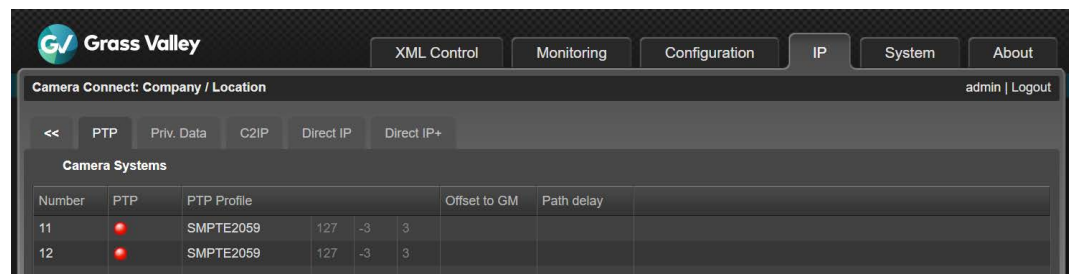 GV Grass Valley
XML Control Monitoring Configuration IP System About
Camera Connect: Company / Location admin | Logout
<< PTP Priv. Data C2IP Direct IP Direct IP+
Camera Systems
Number PTP PTP Profile Offset to GM Path delay
11 SMPTE2059 127 -3 3
12 SMPTE2059 127 -3 3